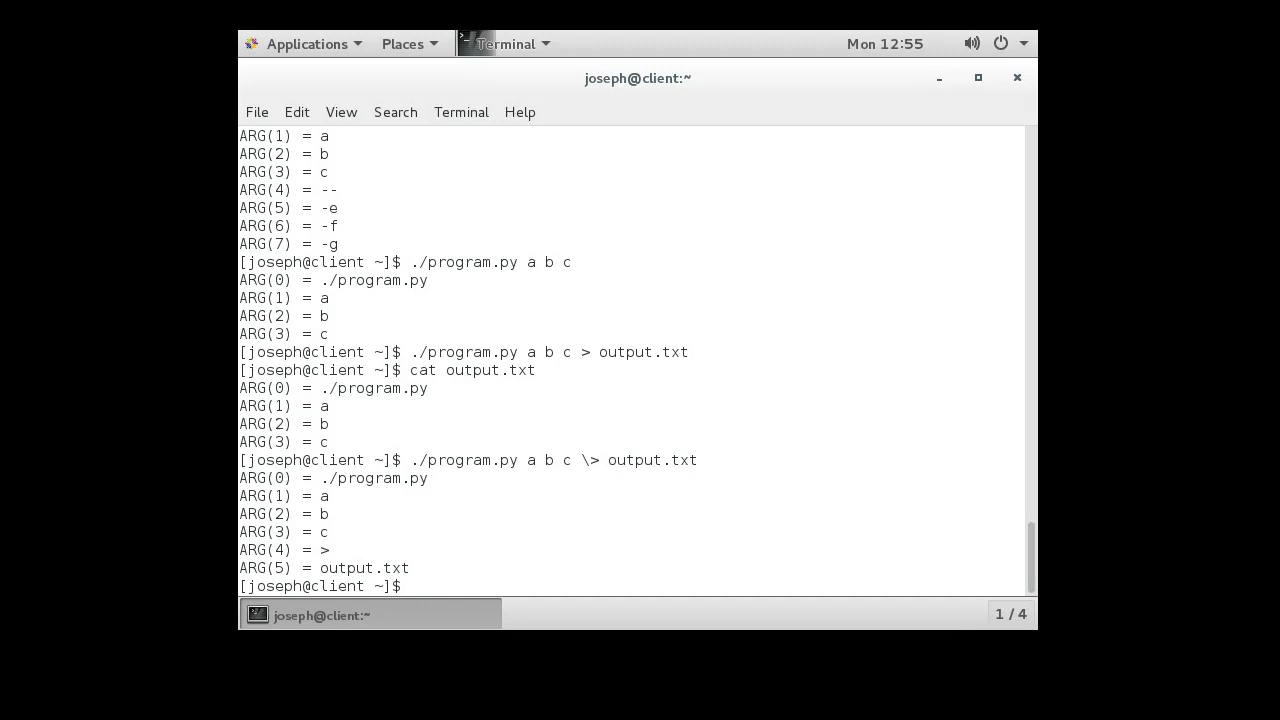 Applications Places Terminal Mon 12:55
joseph@client:~
File Edit View Search Terminal Help
ARG(1) = a
ARG(2) = b
ARG(3) = c
ARG(4) = --
ARG(5) = -e
ARG(6) = -f
ARG(7) = -g
[joseph@client ~]$ ./program.py a b c
ARG(0) = ./program.py
ARG(1) = a
ARG(2) = b
ARG(3) = c
[joseph@client ~]$ ./program.py a b c > output.txt
[joseph@client ~]$ cat output.txt
ARG(0) = ./program.py
ARG(1) = a
ARG(2) = b
ARG(3) = c
[joseph@client ~]$ ./program.py a b c \> output.txt
ARG(0) = ./program.py
ARG(1) = a
ARG(2) = b
ARG(3) = c
ARG(4) = >
ARG(5) = output.txt
[joseph@client ~]$
joseph@client:~ 1 / 4